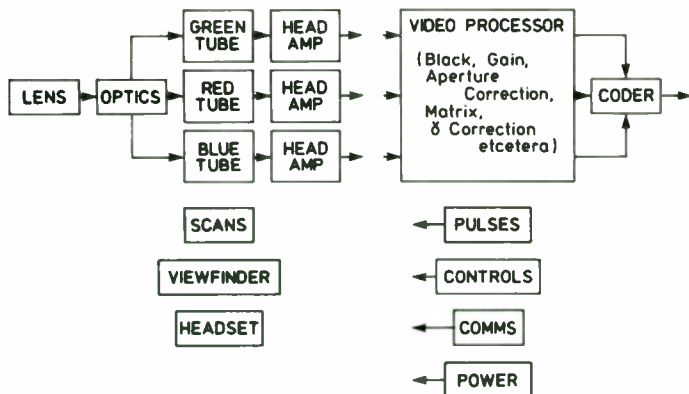 GREEN
TUBE
HEAD
AMP
VIDEO PROCESSOR
(Black, Gain,
Aperture
Correction,
Matrix,
γ Correction
etcetera)
LENS
OPTICS
RED
TUBE
HEAD
AMP
CODER
BLUE
TUBE
HEAD
AMP
SCANS
PULSES
VIEWFINDER
CONTROLS
HEADSET
COMMS
POWER